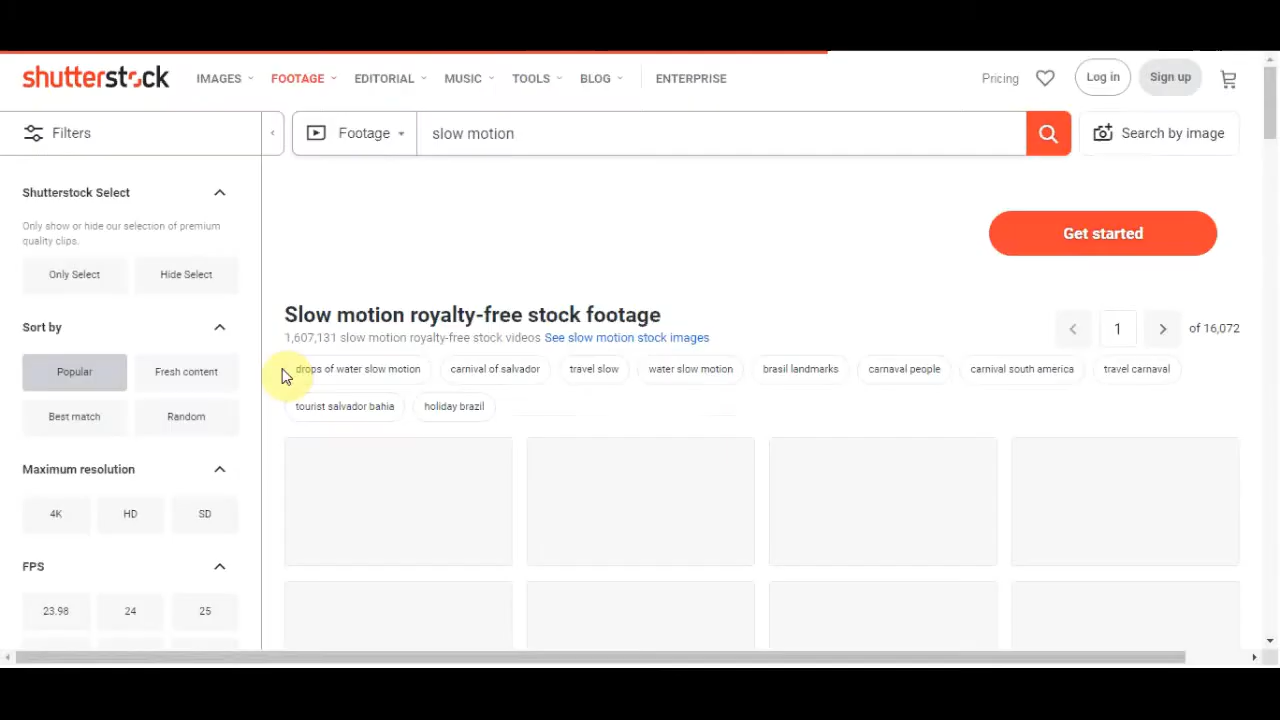 shutterstock
IMAGES FOOTAGE EDITORIAL MUSIC TOOLS BLOG ENTERPRISE Pricing Log in Sign up
Filters Footage slow motion Search by image
Shutterstock Select
Only show or hide our selection of premium
quality clips.
Only Select Hide Select
Sort by
Popular Fresh content
Best match Random
Maximum resolution
4K HD SD
FPS
23.98 24 25
Get started
Slow motion royalty-free stock footage
1,607,131 slow motion royalty-free stock videos See slow motion stock images
1 of 16,072
drops of water slow motion carnival of salvador travel slow water slow motion brasil landmarks carnaval people carnival south america travel carnaval
tourist salvador bahia holiday brazil